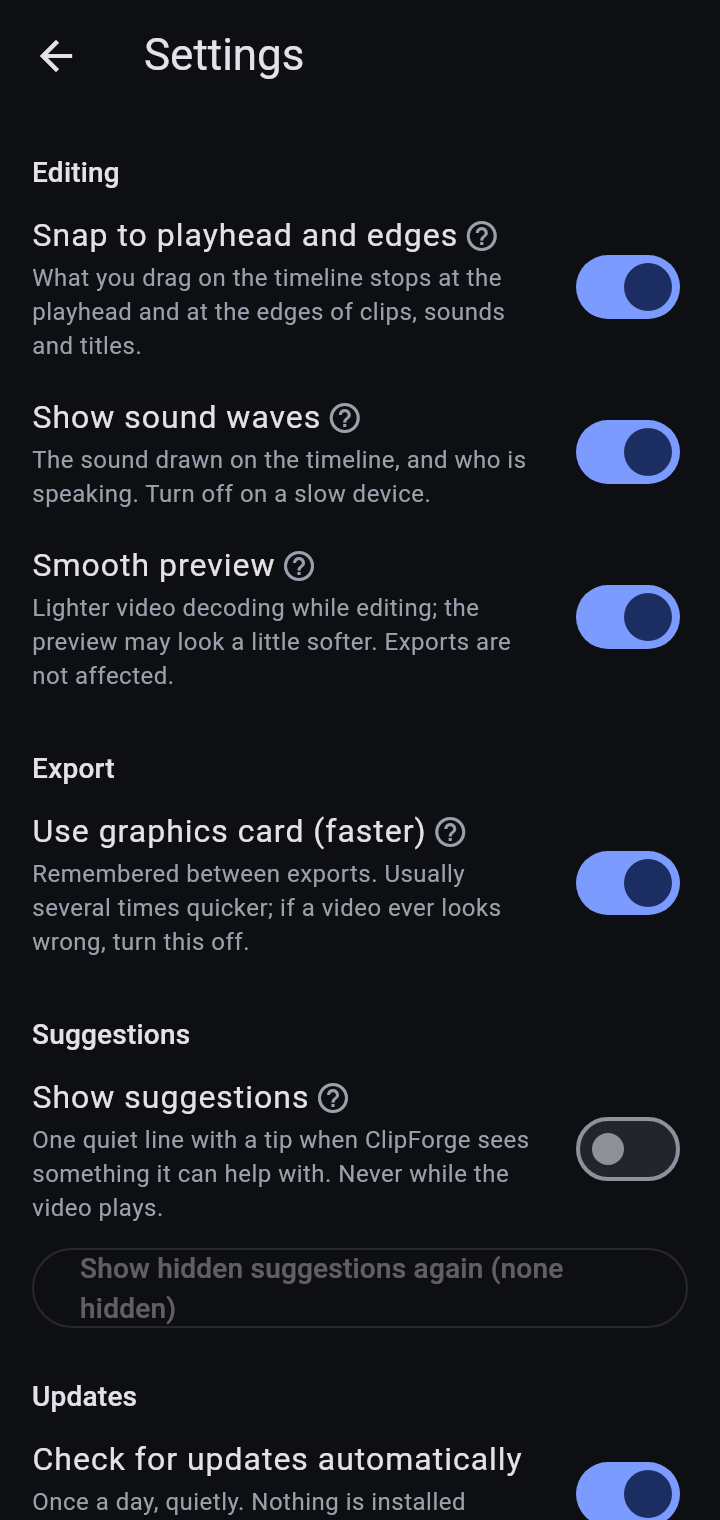 Settings
Editing
Snap to playhead and edges
What you drag on the timeline stops at the
playhead and at the edges of clips, sounds
and titles.
Show sound waves
The sound drawn on the timeline, and who is
speaking. Turn off on a slow device.
Smooth preview
Lighter video decoding while editing; the
preview may look a little softer. Exports are
not affected.
Export
Use graphics card (faster)
Remembered between exports. Usually
several times quicker; if a video ever looks
wrong, turn this off.
Suggestions
Show suggestions
One quiet line with a tip when ClipForge sees
something it can help with. Never while the
video plays.
Show hidden suggestions again (none
hidden)
Updates
Check for updates automatically
Once a day, quietly. Nothing is installed